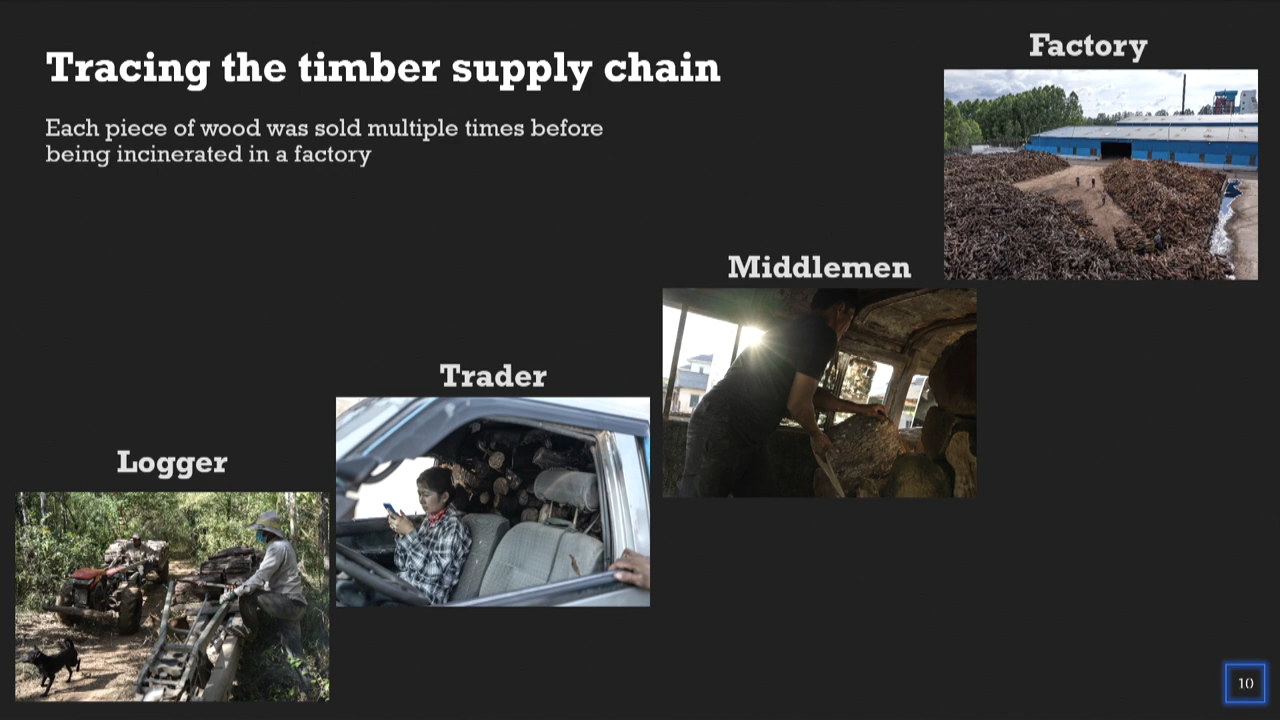 Tracing the timber supply chain
Each piece of wood was sold multiple times before
being incinerated in a factory
Factory
Middlemen
Trader
Logger
10